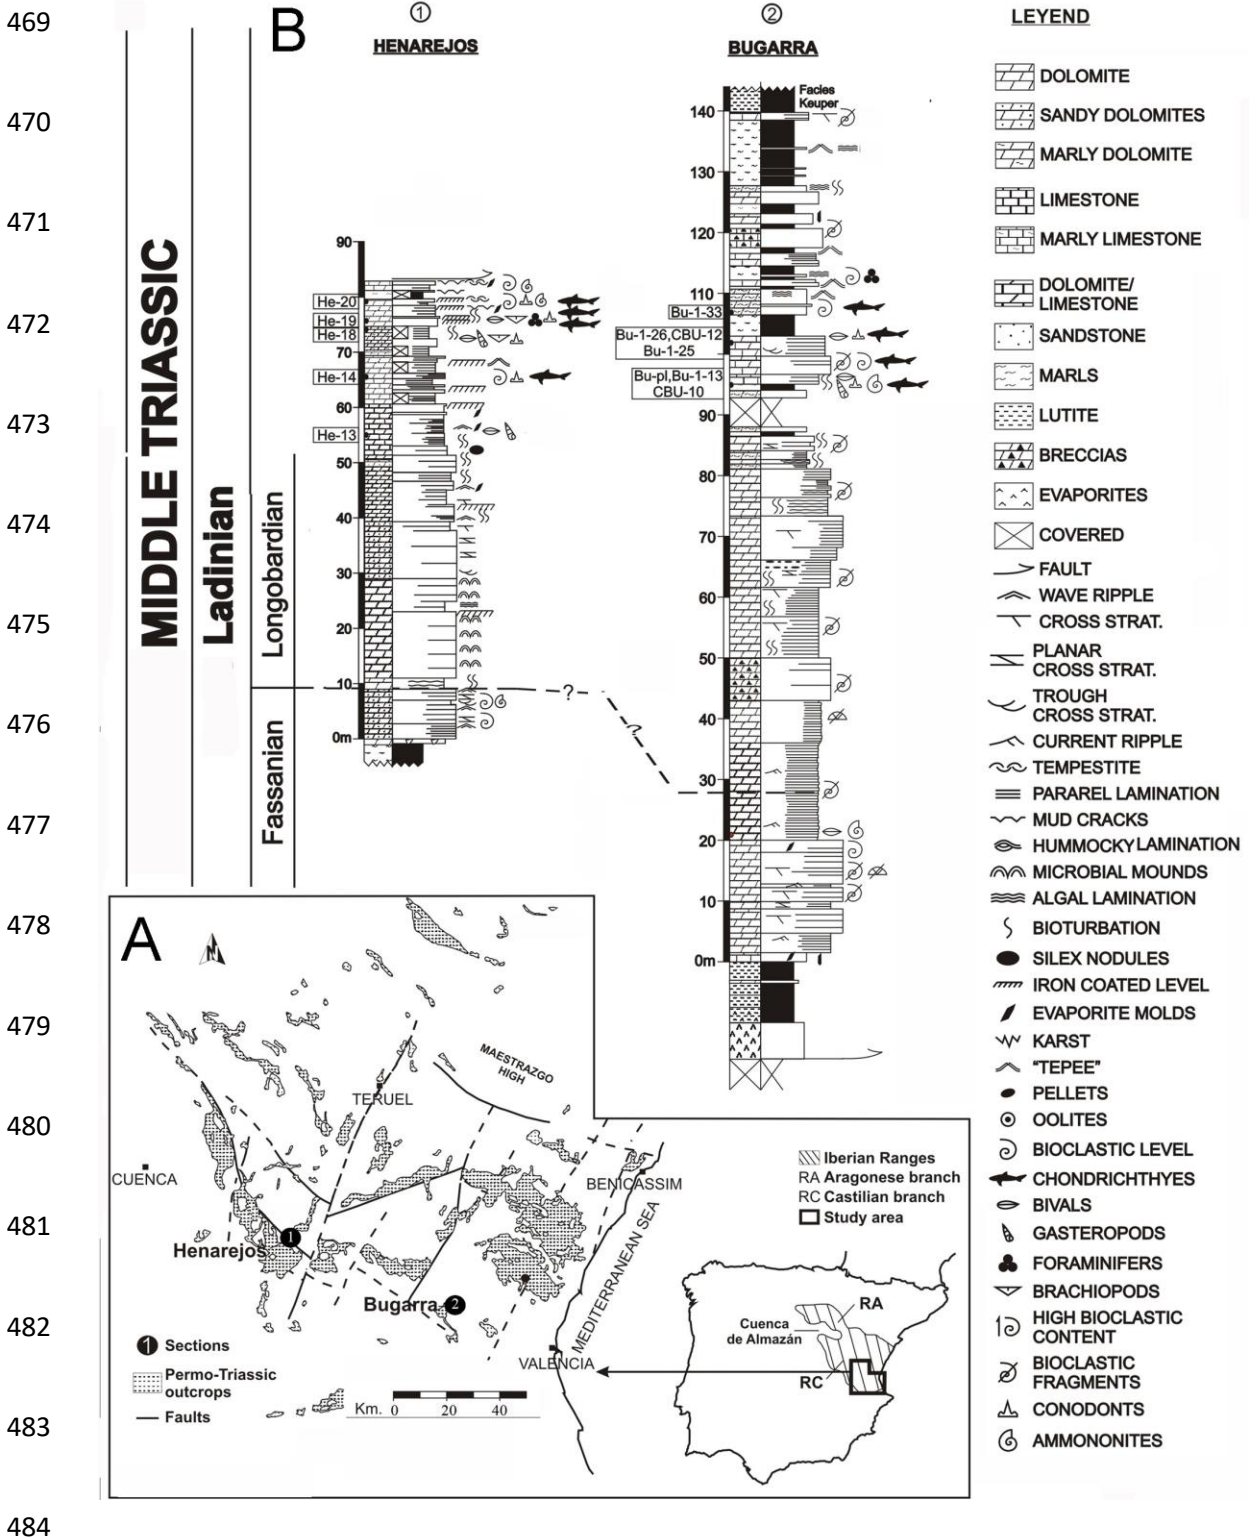 469
470
471
472
473
474
475
476
477
478
479
480
481
482
483
484
B
MIDDLE TRIASSIC
Ladinian
Longobardian
Fassanian
1
HENAREJOS
90
70
60
50
40
30
20
10
0m
He-20
He-19
He-18
He-14
He-13
?
?
2
BUGARRA
Facies
Keuper
140
130
120
110
90
80
70
60
50
40
30
20
10
0m
Bu-1-33
Bu-1-26,CBU-12
Bu-1-25
Bu-pl,Bu-1-13
CBU-10
LEYEND
DOLOMITE
SANDY DOLOMITES
MARLY DOLOMITE
LIMESTONE
MARLY LIMESTONE
DOLOMITE/
LIMESTONE
SANDSTONE
MARLS
LUTITE
BRECCIAS
EVAPORITES
COVERED
FAULT
WAVE RIPPLE
CROSS STRAT.
PLANAR
CROSS STRAT.
TROUGH
CROSS STRAT.
CURRENT RIPPLE
TEMPESTITE
PARAREL LAMINATION
MUD CRACKS
HUMMOCKY LAMINATION
MICROBIAL MOUNDS
ALGAL LAMINATION
BIOTURBATION
SILEX NODULES
IRON COATED LEVEL
EVAPORITE MOLDS
KARST
“TEPEE”
PELLETS
OOLITES
BIOCLASTIC LEVEL
CHONDRICHTHYES
BIVALS
GASTEROPODS
FORAMINIFERS
BRACHIOPODS
HIGH BIOCLASTIC
CONTENT
BIOCLASTIC
FRAGMENTS
CONODONTS
AMMONONITES
A
N
MAESTRAZGO
HIGH
TERUEL
CUENCA
BENICASSIM
Henarejos
1
Bugarra
2
MEDITERRANEAN SEA
VALENCIA
1 Sections
Permo-Triassic
outcrops
Faults
Km. 0 20 40
Iberian Ranges
RA Aragonese branch
RC Castilian branch
Study area
RA
Cuenca
de Almazán
RC